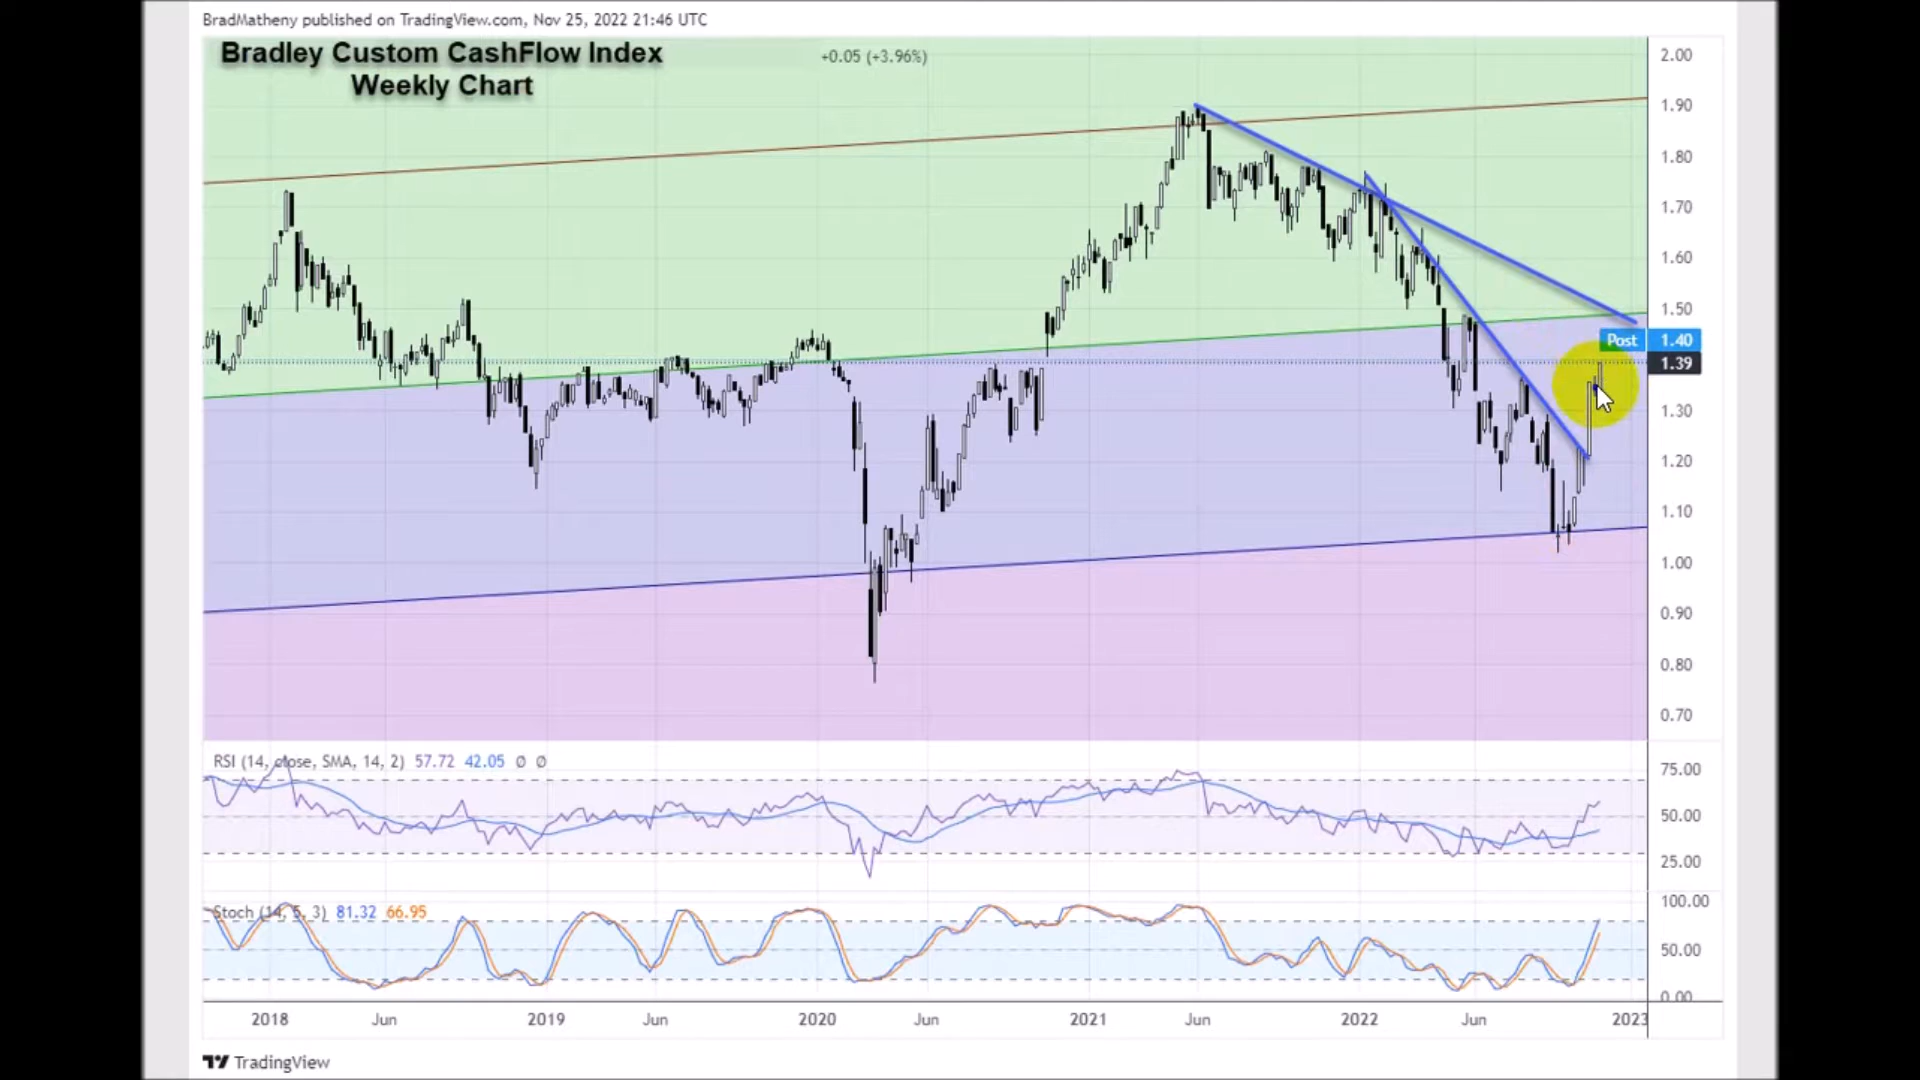 BradMatheny published on TradingView.com, Nov 25, 2022 21:46 UTC
Bradley Custom CashFlow Index
Weekly Chart
+0.05 (+3.96%)
2.00
1.90
1.80
1.70
1.60
1.50
Post 1.40
1.39
1.30
1.20
1.10
1.00
0.90
0.80
0.70
RSI (14, close, SMA, 14, 2) 57.72 42.05 Ø Ø
75.00
50.00
25.00
Stoch (14, 5, 3) 81.32 66.95
100.00
50.00
0.00
2018 Jun 2019 Jun 2020 Jun 2021 Jun 2022 Jun 2023
TradingView